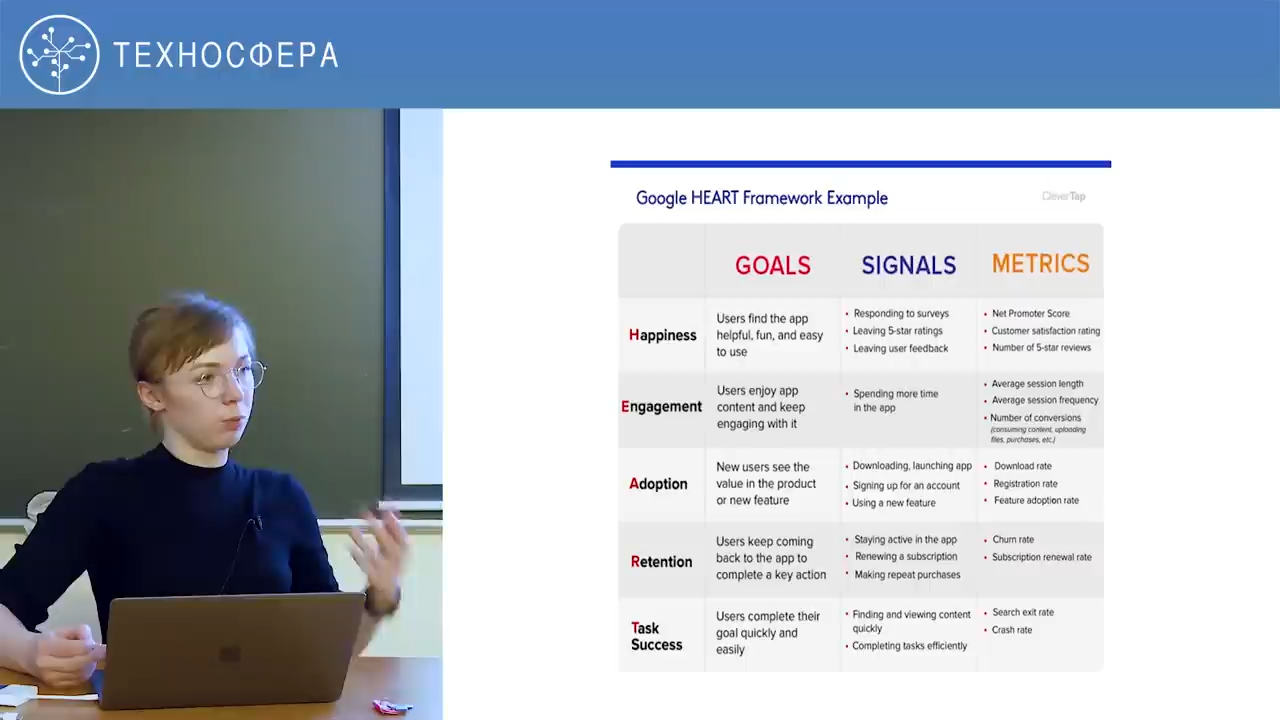 ТЕХНОСФЕРА
Google HEART Framework Example
CleverTap
GOALS
SIGNALS
METRICS
Happiness
Users find the app
helpful, fun, and easy
to use
• Responding to surveys
• Leaving 5-star ratings
• Leaving user feedback
• Net Promoter Score
• Customer satisfaction rating
• Number of 5-star reviews
Engagement
Users enjoy app
content and keep
engaging with it
• Spending more time
in the app
• Average session length
• Average session frequency
• Number of conversions
(consuming content, uploading
files, purchases, etc.)
Adoption
New users see the
value in the product
or new feature
• Downloading, launching app
• Signing up for an account
• Using a new feature
• Download rate
• Registration rate
• Feature adoption rate
Retention
Users keep coming
back to the app to
complete a key action
• Staying active in the app
• Renewing a subscription
• Making repeat purchases
• Churn rate
• Subscription renewal rate
Task
Success
Users complete their
goal quickly and
easily
• Finding and viewing content
quickly
• Completing tasks efficiently
• Search exit rate
• Crash rate